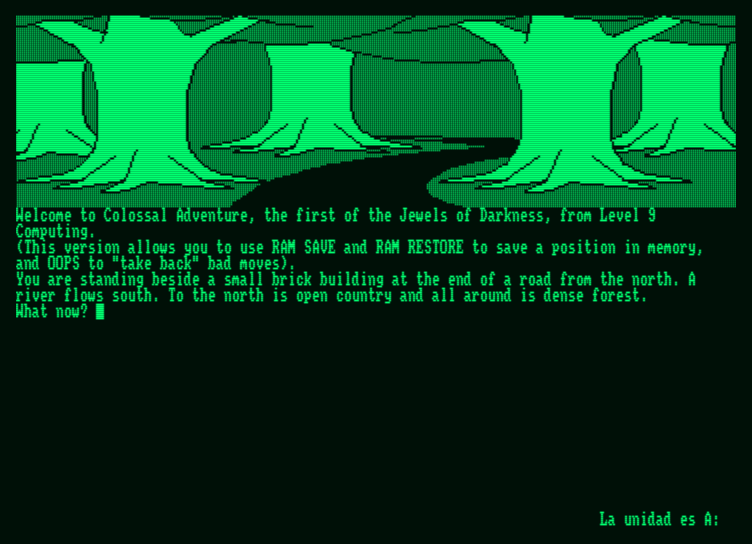 Welcome to Colossal Adventure, the first of the Jewels of Darkness, from Level 9
Computing.
(This version allows you to use RAM SAVE and RAM RESTORE to save a position in memory,
and OOPS to "take back" bad moves).
You are standing beside a small brick building at the end of a road from the north. A
river flows south. To the north is open country and all around is dense forest.
What now?
La unidad es A: